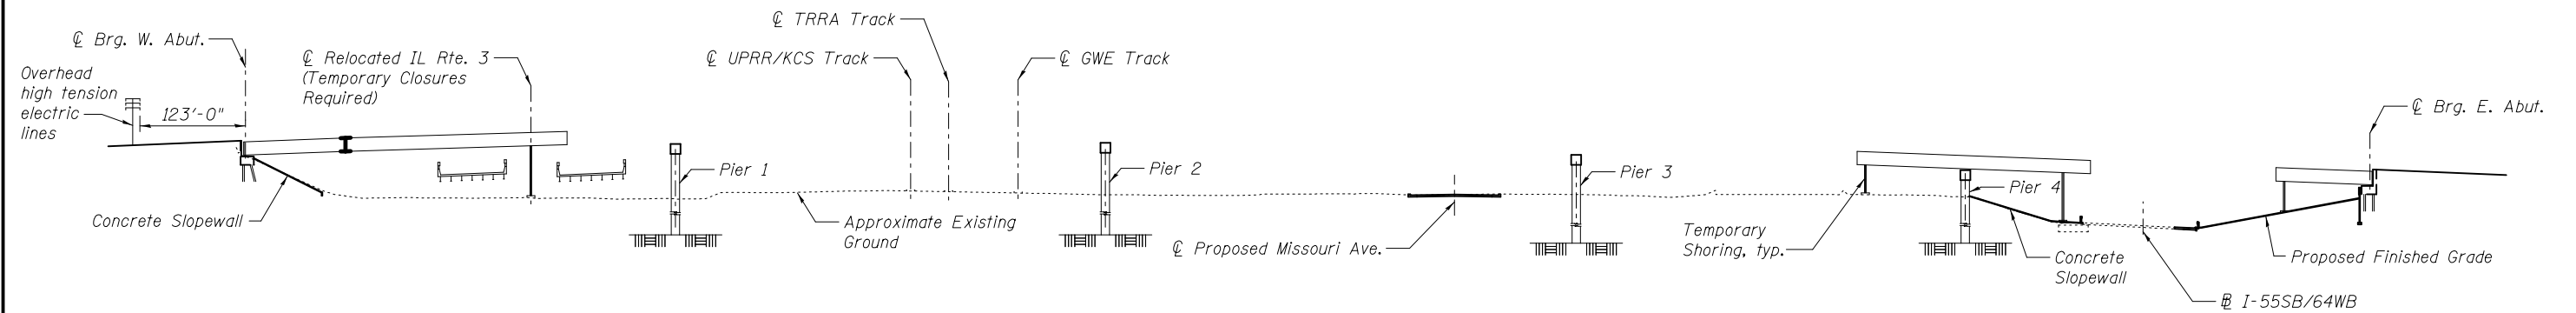 ℄ TRRA Track
℄ Brg. W. Abut.
℄ Relocated IL Rte. 3
(Temporary Closures
Required)
℄ UPRR/KCS Track
℄ GWE Track
Overhead
high tension
electric
lines
123'-0"
℄ Brg. E. Abut.
Pier 1
Pier 2
Pier 3
Pier 4
Concrete Slopewall
Approximate Existing
Ground
℄ Proposed Missouri Ave.
Temporary
Shoring, typ.
Concrete
Slopewall
Proposed Finished Grade
I-55SB/64WB